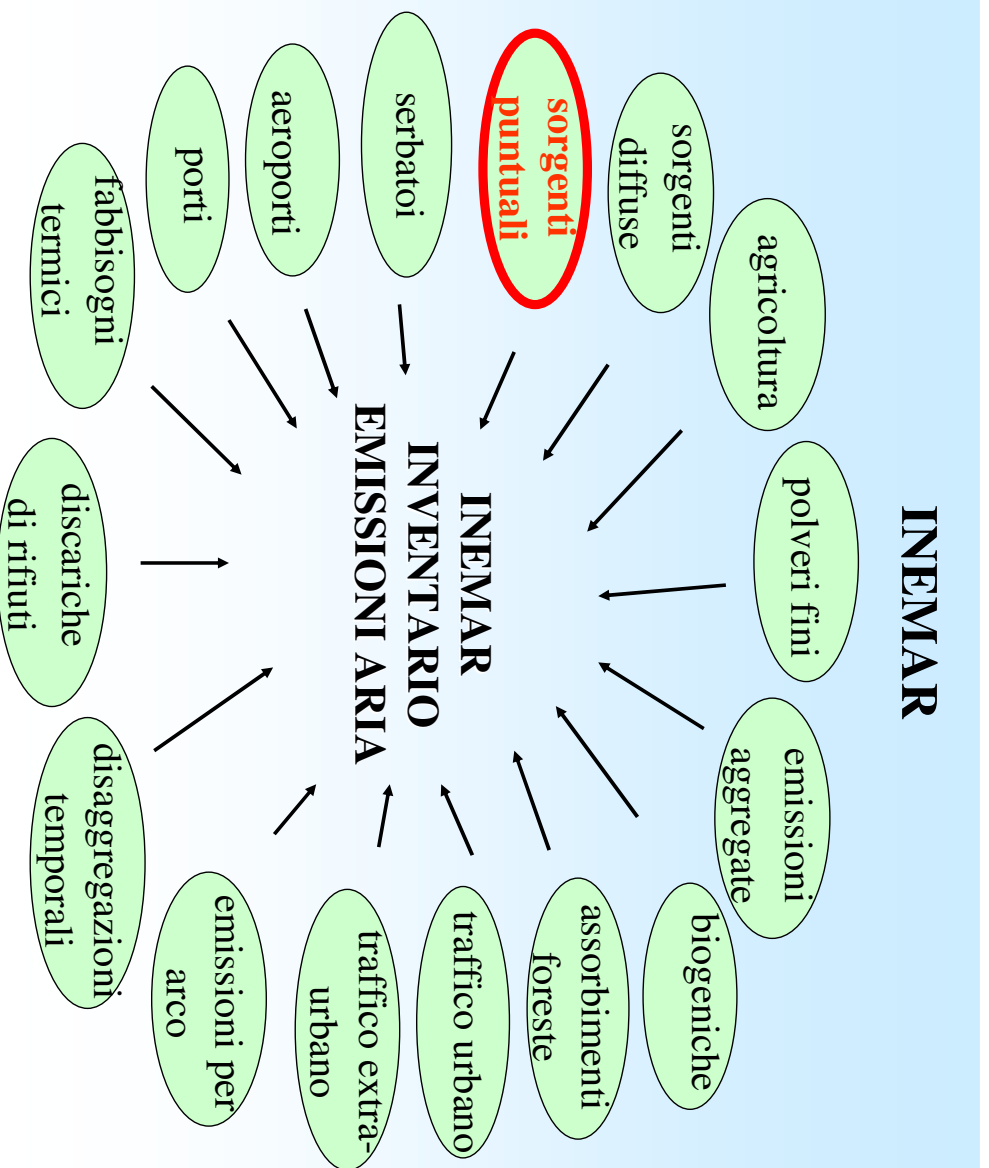 INEMAR
polveri fini
agricoltura
emissioni
aggregate
sorgenti
diffuse
biogeniche
sorgenti
puntuali
assorbimenti
foreste
INEMAR
INVENTARIO
EMISSIONI ARIA
serbatoi
traffico urbano
aeroporti
traffico extra-
urbano
porti
emissioni per
arco
fabbisogni
termici
disaggregazioni
temporali
discariche
di rifiuti